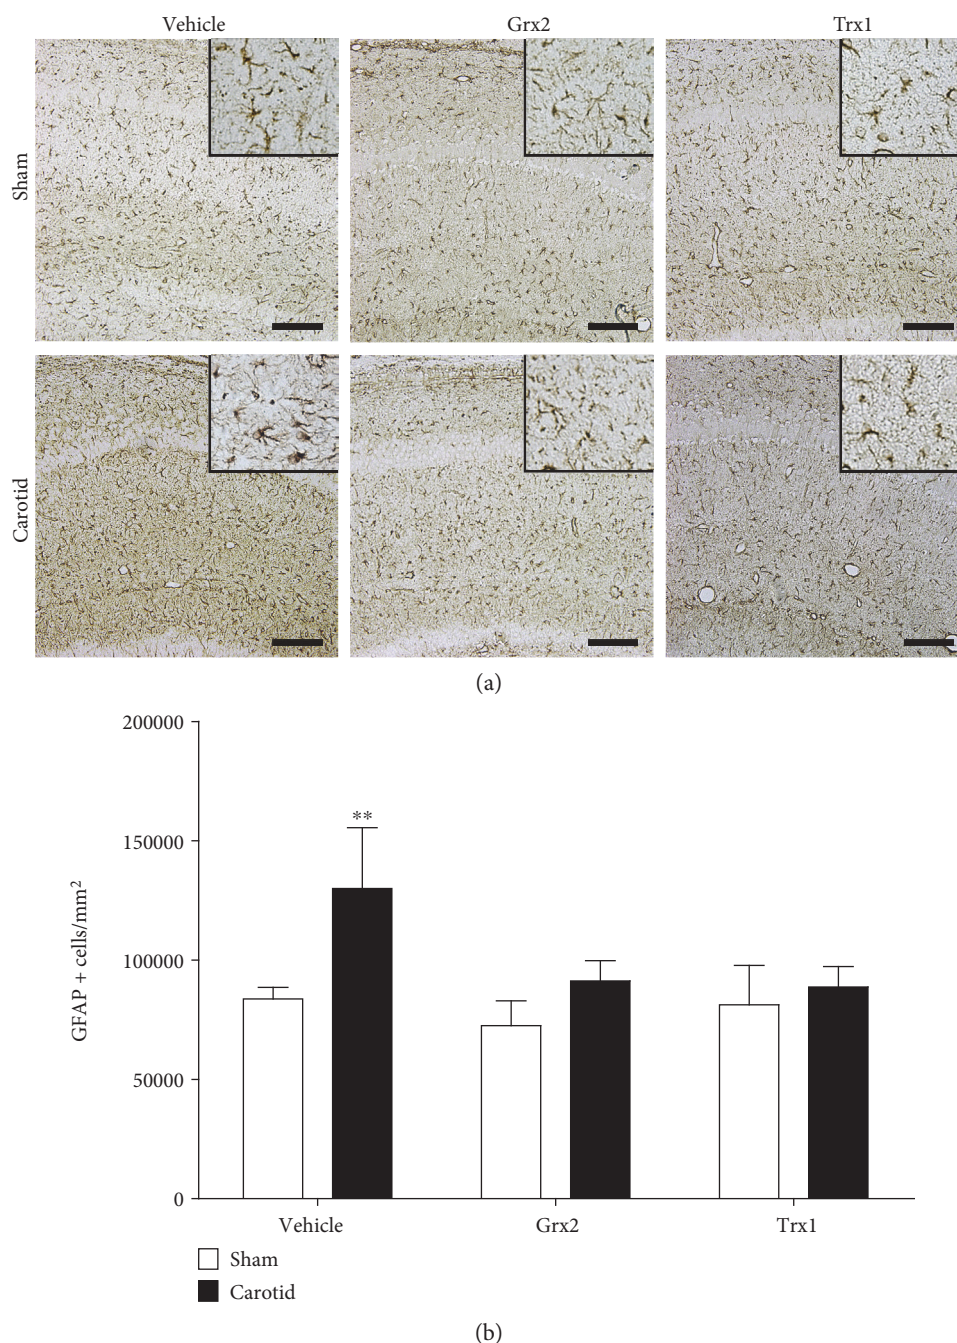 Vehicle Grx2 Trx1
Sham
Carotid
(a)
200000
150000
100000
50000
0
GFAP + cells/mm²
**
Vehicle Grx2 Trx1
Sham
Carotid
(b)